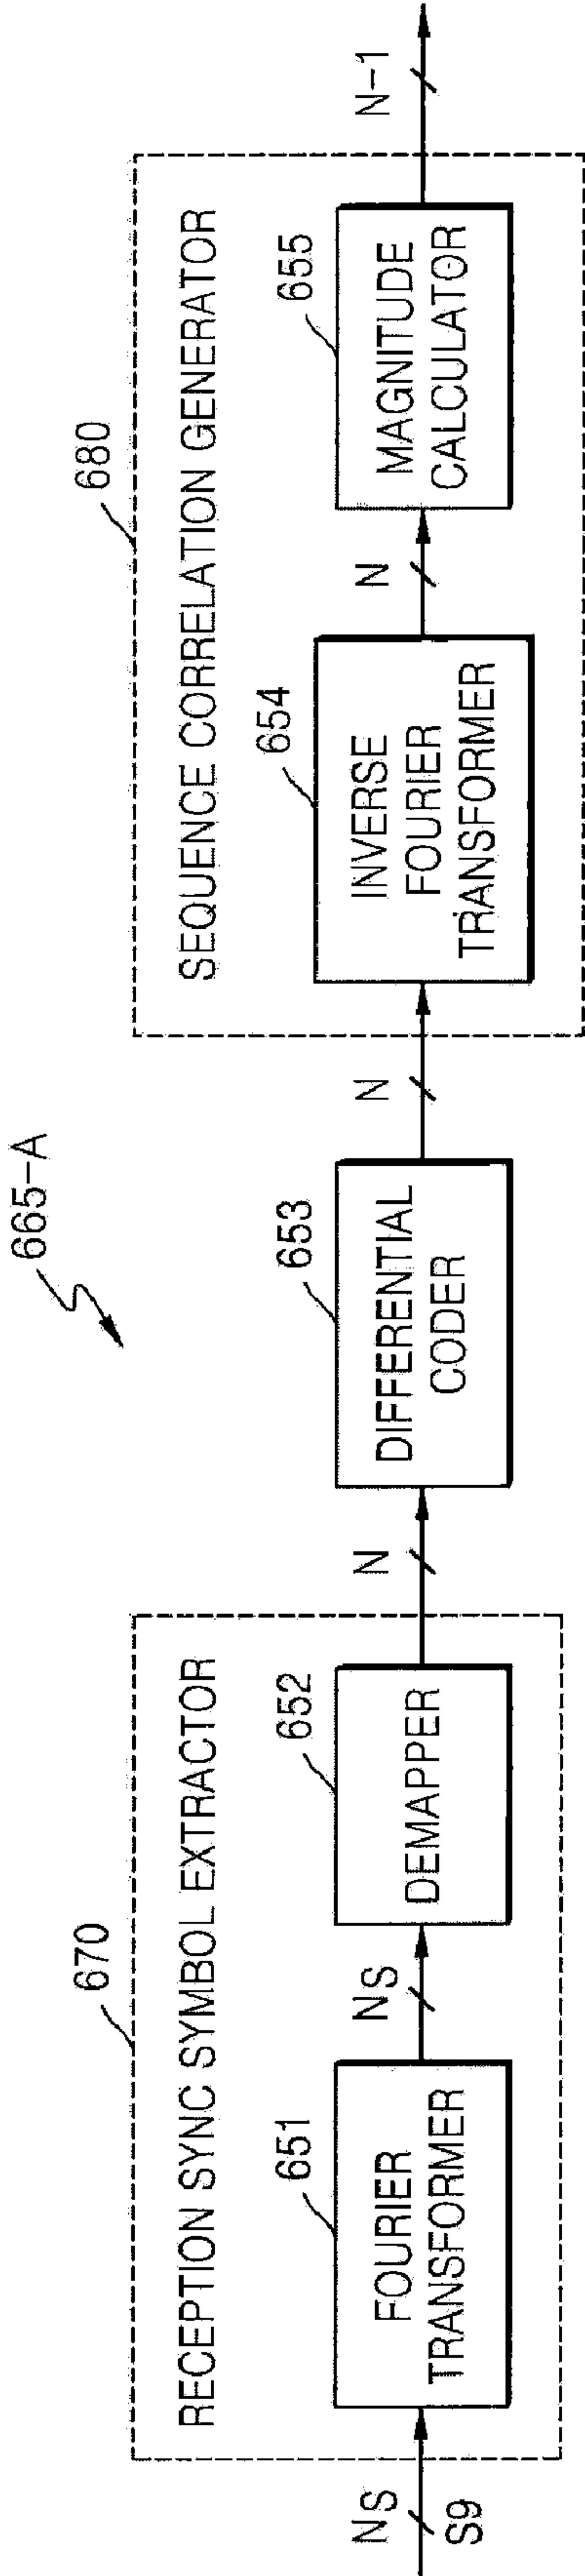 665-A
670
RECEPTION SYNC SYMBOL EXTRACTOR
NS
S9
651
FOURIER
TRANSFORMER
NS
652
DEMAPPER
N
653
DIFFERENTIAL
CODER
N
680
SEQUENCE CORRELATION GENERATOR
654
INVERSE
FOURIER
TRANSFORMER
N
655
MAGNITUDE
CALCULATOR
N-1